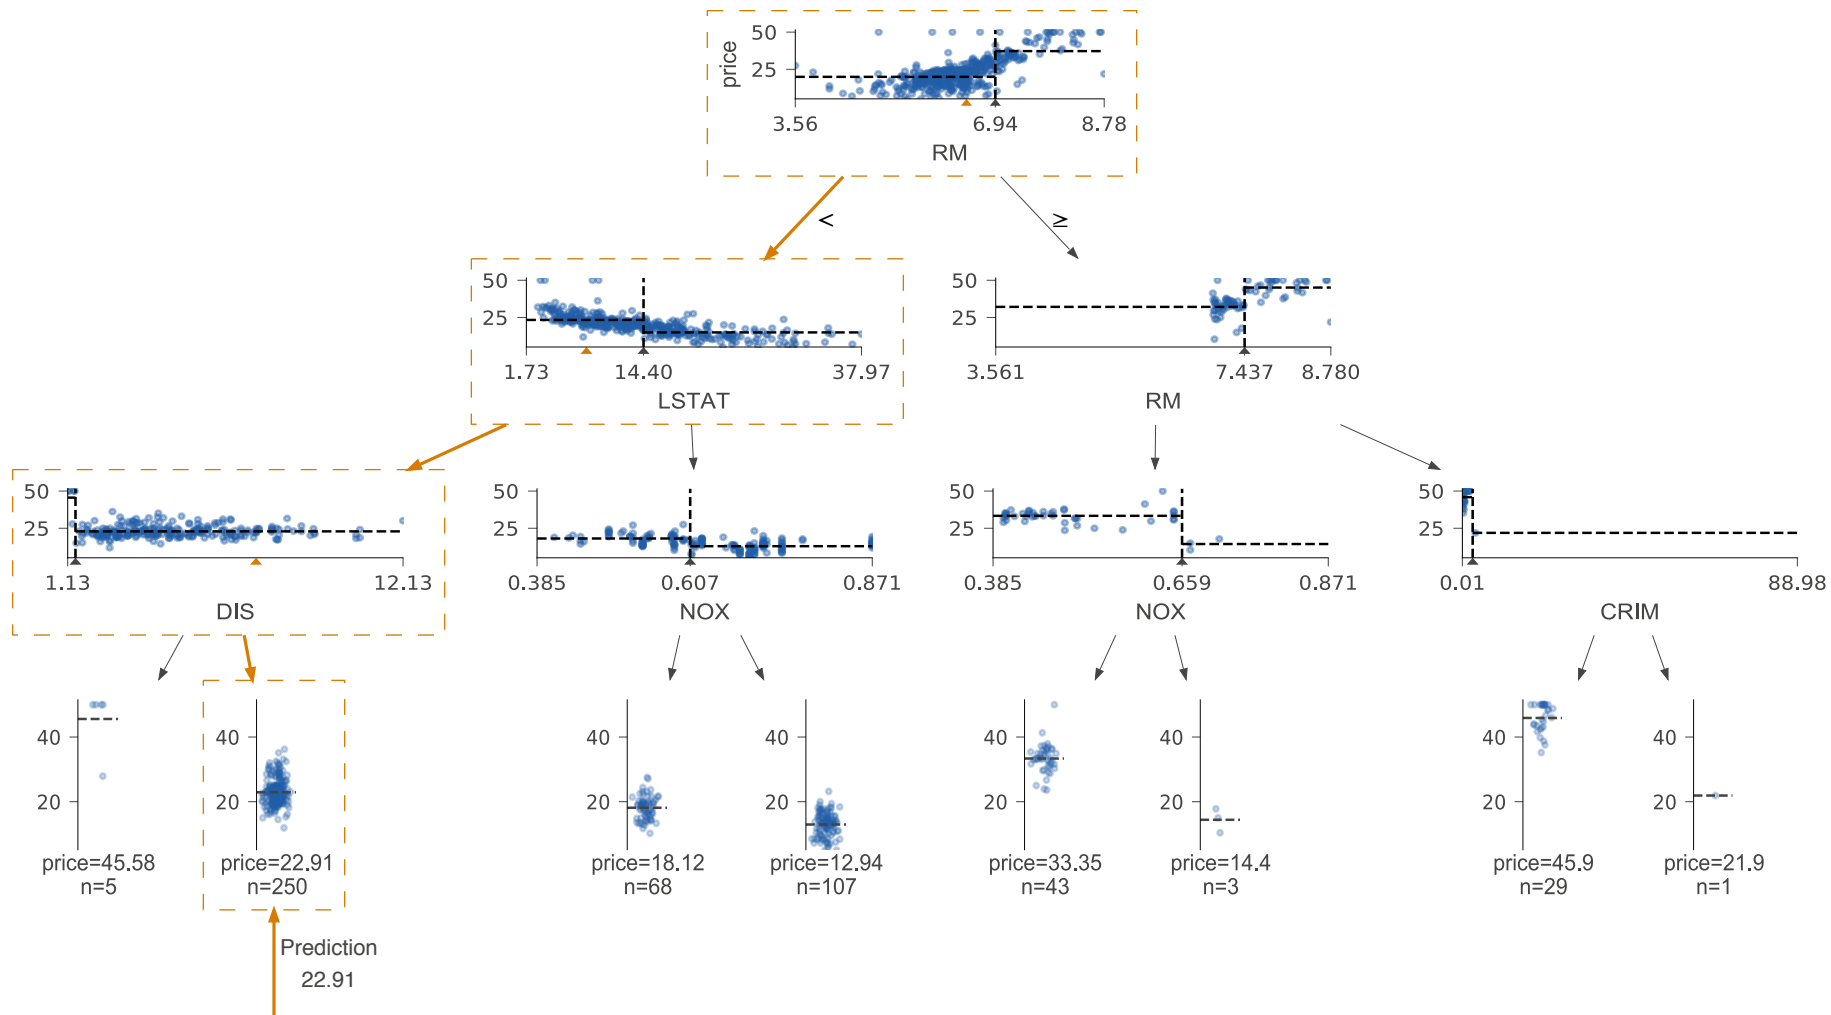 price
50
25
3.56 6.94 8.78
RM
< ≥
50
25
1.73 14.40 37.97
LSTAT
50
25
3.561 7.437 8.780
RM
50
25
1.13 12.13
DIS
50
25
0.385 0.607 0.871
NOX
50
25
0.385 0.659 0.871
NOX
50
25
0.01 88.98
CRIM
40
20
price=45.58
n=5
40
20
price=22.91
n=250
40
20
price=18.12
n=68
40
20
price=12.94
n=107
40
20
price=33.35
n=43
40
20
price=14.4
n=3
40
20
price=45.9
n=29
40
20
price=21.9
n=1
Prediction
22.91